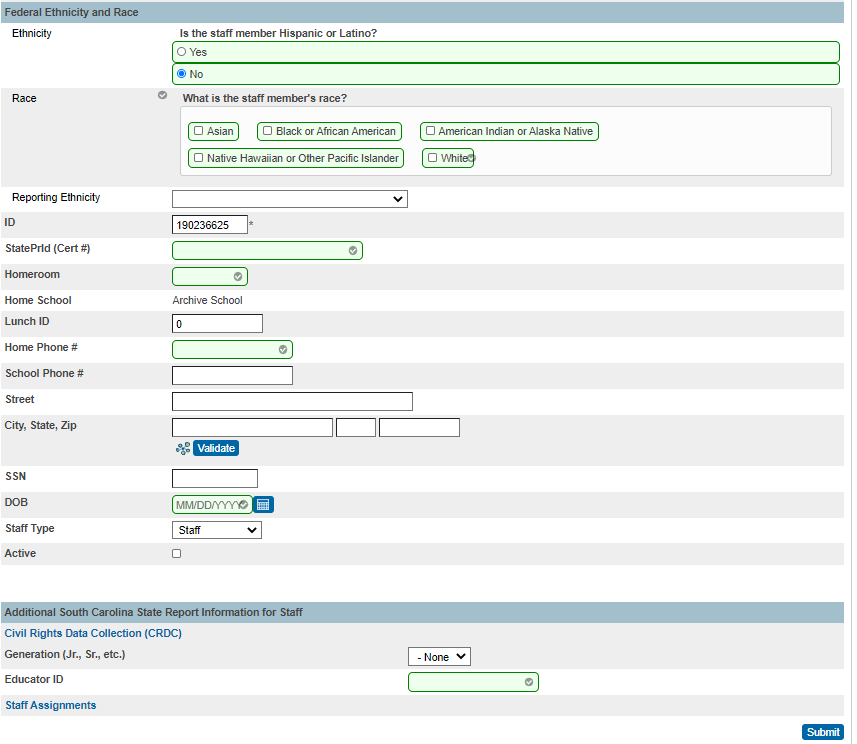 Federal Ethnicity and Race
Ethnicity
Is the staff member Hispanic or Latino?
Yes
No
Race
What is the staff member's race?
Asian Black or African American American Indian or Alaska Native
Native Hawaiian or Other Pacific Islander White
Reporting Ethnicity
ID 190236625 *
StatePrId (Cert #)
Homeroom
Home School Archive School
Lunch ID 0
Home Phone #
School Phone #
Street
City, State, Zip
Validate
SSN
DOB MM/DD/YYYY
Staff Type Staff
Active
Additional South Carolina State Report Information for Staff
Civil Rights Data Collection (CRDC)
Generation (Jr., Sr., etc.) - None
Educator ID
Staff Assignments
Submit